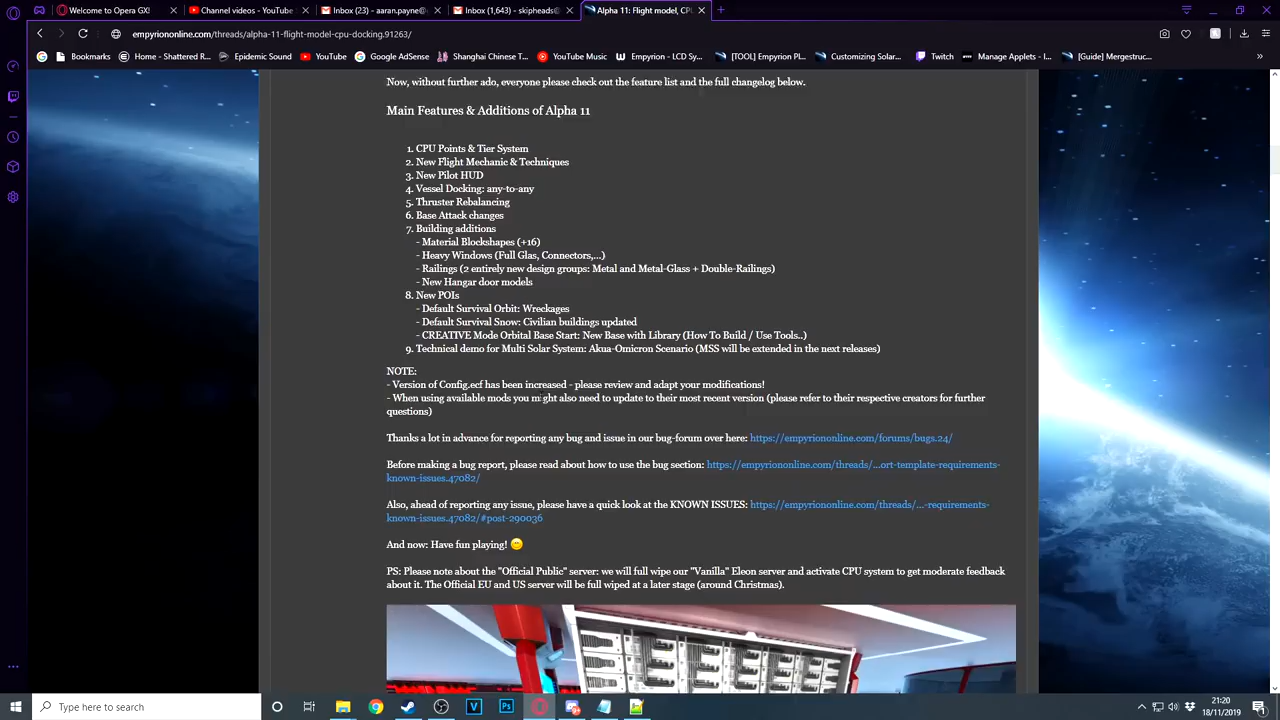 Welcome to Opera GX!
Channel videos - YouTube S
Inbox (23) - aaran.payne@
Inbox (1,643) - skipheads@
Alpha 11: Flight model, CPU
empyriononline.com/threads/alpha-11-flight-model-cpu-docking.91263/
Bookmarks
Home - Shattered R...
Epidemic Sound
YouTube
Google AdSense
Shanghai Chinese T...
YouTube Music
Empyrion - LCD Sy...
[TOOL] Empyrion Pl...
Customizing Solar...
Twitch
Manage Applets - I...
[Guide] Mergestruc...
Now, without further ado, everyone please check out the feature list and the full changelog below.
Main Features & Additions of Alpha 11
1. CPU Points & Tier System
2. New Flight Mechanic & Techniques
3. New Pilot HUD
4. Vessel Docking: any-to-any
5. Thruster Rebalancing
6. Base Attack changes
7. Building additions
- Material Blockshapes (+16)
- Heavy Windows (Full Glas, Connectors,...)
- Railings (2 entirely new design groups: Metal and Metal-Glass + Double-Railings)
- New Hangar door models
8. New POIs
- Default Survival Orbit: Wreckages
- Default Survival Snow: Civilian buildings updated
- CREATIVE Mode Orbital Base Start: New Base with Library (How To Build / Use Tools..)
9. Technical demo for Multi Solar System: Akua-Omicron Scenario (MSS will be extended in the next releases)
NOTE:
- Version of Config.ecf has been increased - please review and adapt your modifications!
- When using available mods you might also need to update to their most recent version (please refer to their respective creators for further
questions)
Thanks a lot in advance for reporting any bug and issue in our bug-forum over here: https://empyriononline.com/forums/bugs.24/
Before making a bug report, please read about how to use the bug section: https://empyriononline.com/threads/...ort-template-requirements-
known-issues.47082/
Also, ahead of reporting any issue, please have a quick look at the KNOWN ISSUES: https://empyriononline.com/threads/...-requirements-
known-issues.47082/#post-290036
And now: Have fun playing!
PS: Please note about the "Official Public" server: we will full wipe our "Vanilla" Eleon server and activate CPU system to get moderate feedback
about it. The Official EU and US server will be full wiped at a later stage (around Christmas).
Type here to search
21:20
18/11/2019